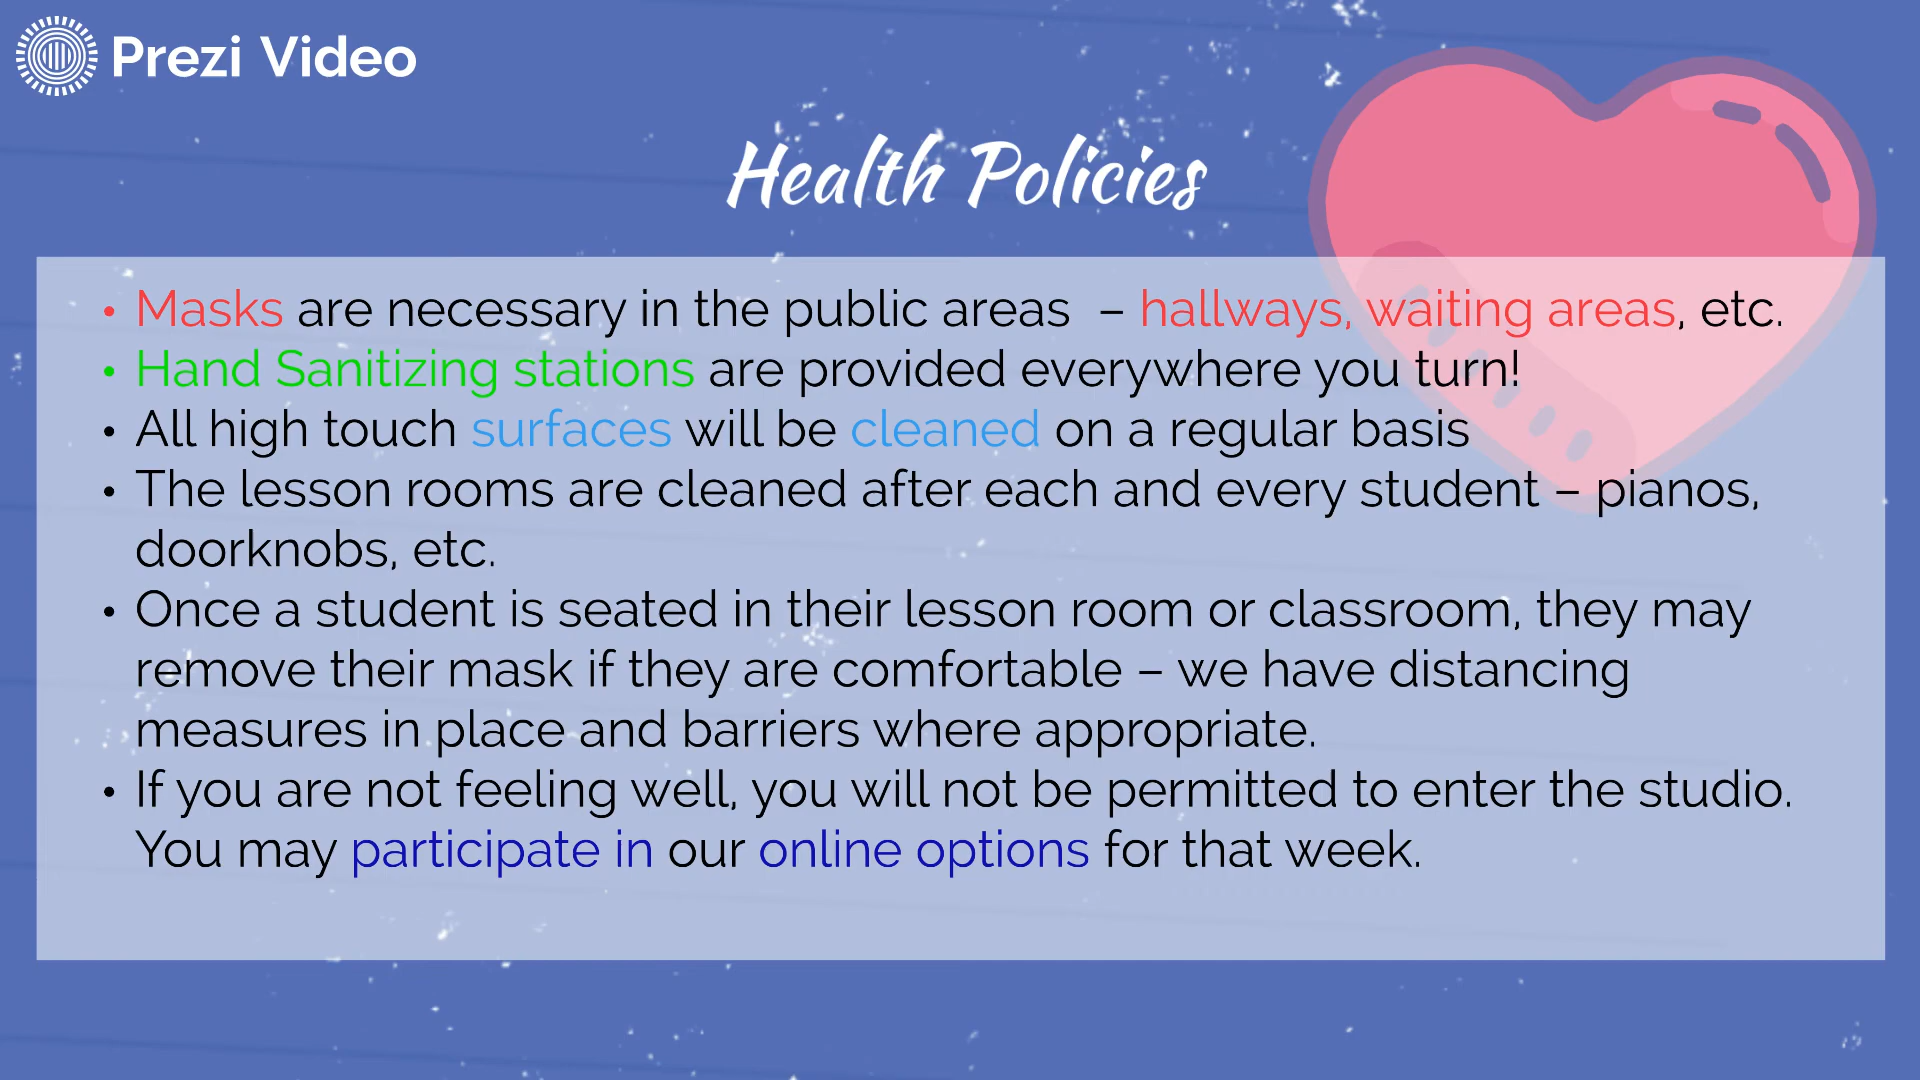 Prezi Video
Health Policies
• Masks are necessary in the public areas – hallways, waiting areas, etc.
• Hand Sanitizing stations are provided everywhere you turn!
• All high touch surfaces will be cleaned on a regular basis
• The lesson rooms are cleaned after each and every student – pianos,
doorknobs, etc.
• Once a student is seated in their lesson room or classroom, they may
remove their mask if they are comfortable – we have distancing
measures in place and barriers where appropriate.
• If you are not feeling well, you will not be permitted to enter the studio.
You may participate in our online options for that week.